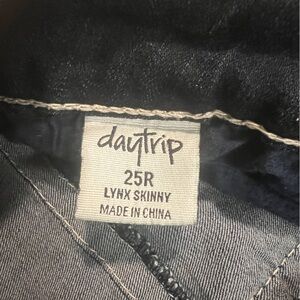 daytrip
25R
LYNX SKINNY
MADE IN CHINA